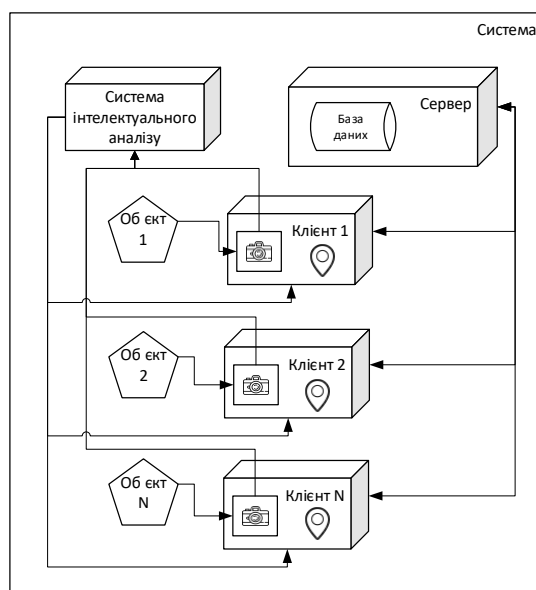 Система
Система
інтелектуального
аналізу
Сервер
База
даних
Об єкт
1
Клієнт 1
Об єкт
2
Клієнт 2
Об єкт
N
Клієнт N